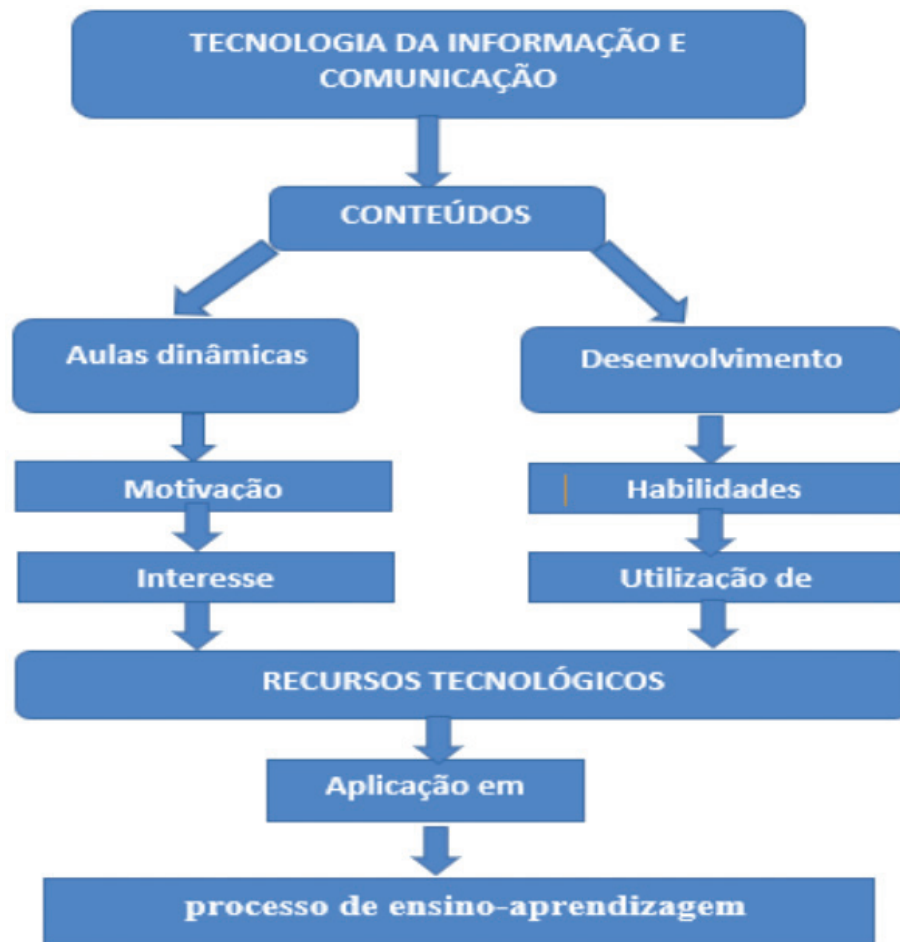 TECNOLOGIA DA INFORMAÇÃO E
COMUNICAÇÃO
CONTEÚDOS
Aulas dinâmicas
Desenvolvimento
Motivação
Habilidades
Interesse
Utilização de
RECURSOS TECNOLÓGICOS
Aplicação em
processo de ensino-aprendizagem